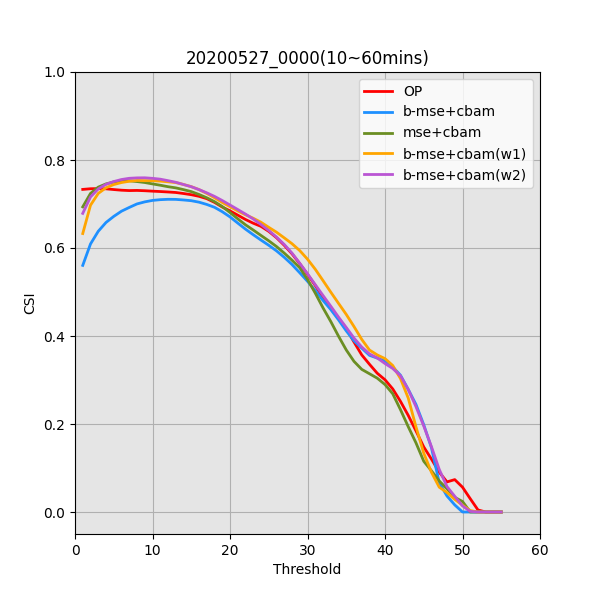 20200527_0000(10~60mins)
1.0
0.8
0.6
0.4
0.2
0.0
CSI
OP
b-mse+cbam
mse+cbam
b-mse+cbam(w1)
b-mse+cbam(w2)
0 10 20 30 40 50 60
Threshold